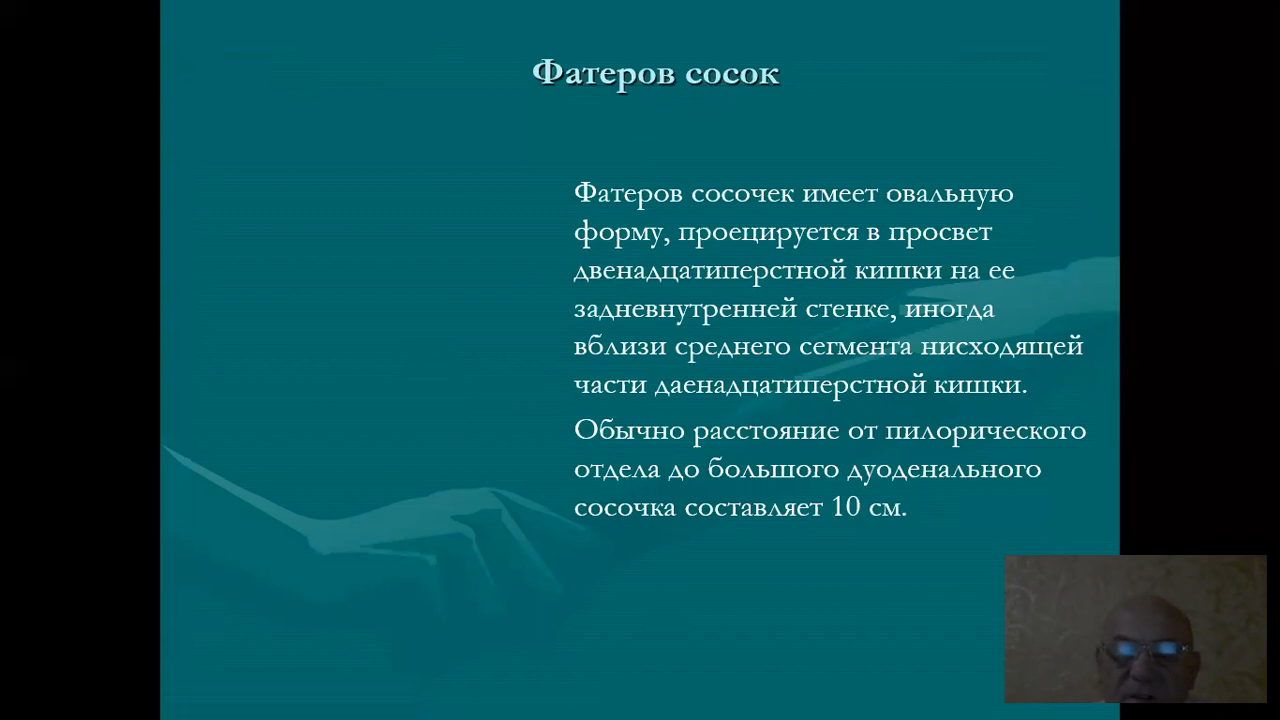 Фатеров сосок
Фатеров сосочек имеет овальную
форму, проецируется в просвет
двенадцатиперстной кишки на ее
задневнутренней стенке, иногда
вблизи среднего сегмента нисходящей
части даенадцатиперстной кишки.
Обычно расстояние от пилорического
отдела до большого дуоденального
сосочка составляет 10 см.